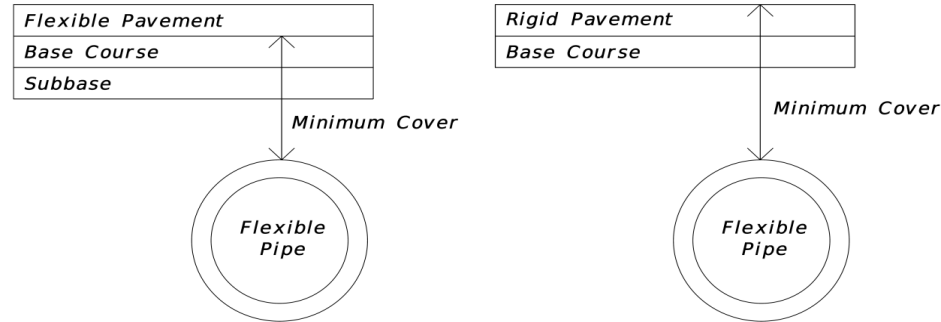 Flexible Pavement
Base Course
Subbase
Minimum Cover
Flexible
Pipe
Rigid Pavement
Base Course
Minimum Cover
Flexible
Pipe